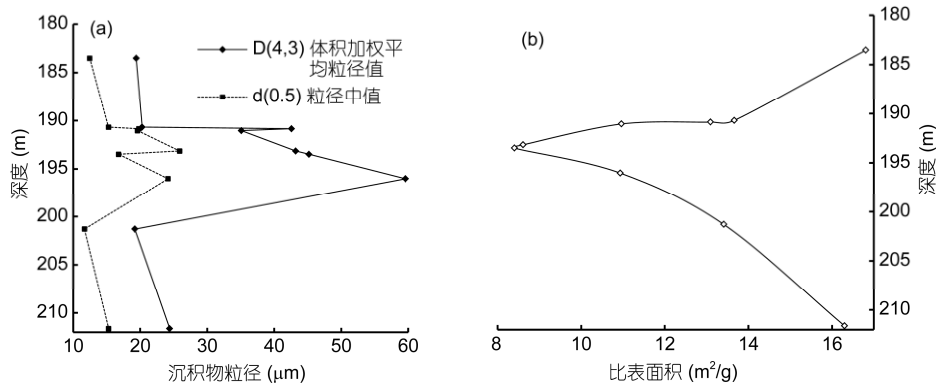 (a)
D(4,3) 体积加权平
均粒径值
d(0.5) 粒径中值
180
185
190
195
200
205
210
深度 (m)
10
20
30
40
50
60
沉积物粒径 (μm)
(b)
180
185
190
195
200
205
210
深度 (m)
8
10
12
14
16
比表面积 (m²/g)